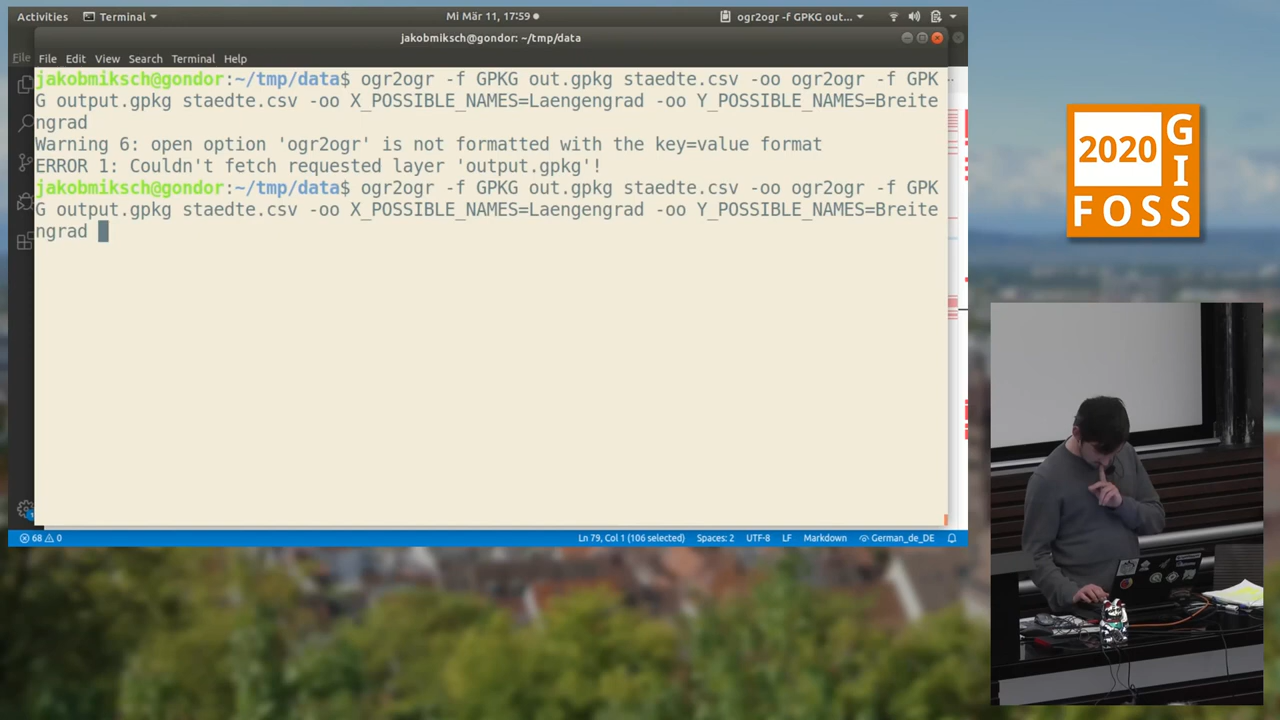 Activities Terminal Mi Mär 11, 17:59 ogr2ogr -f GPKG out...
jakobmiksch@gondor: ~/tmp/data
File File Edit View Search Terminal Help
jakobmiksch@gondor:~/tmp/data$ ogr2ogr -f GPKG out.gpkg staedte.csv -oo ogr2ogr -f GPK
G output.gpkg staedte.csv -oo X_POSSIBLE_NAMES=Laengengrad -oo Y_POSSIBLE_NAMES=Breite
ngrad
Warning 6: open option 'ogr2ogr' is not formatted with the key=value format
ERROR 1: Couldn't fetch requested layer 'output.gpkg'!
jakobmiksch@gondor:~/tmp/data$ ogr2ogr -f GPKG out.gpkg staedte.csv -oo ogr2ogr -f GPK
G output.gpkg staedte.csv -oo X_POSSIBLE_NAMES=Laengengrad -oo Y_POSSIBLE_NAMES=Breite
ngrad
68 0 Ln 79, Col 1 (106 selected) Spaces: 2 UTF-8 LF Markdown German_de_DE
2020
FOSS
GIS